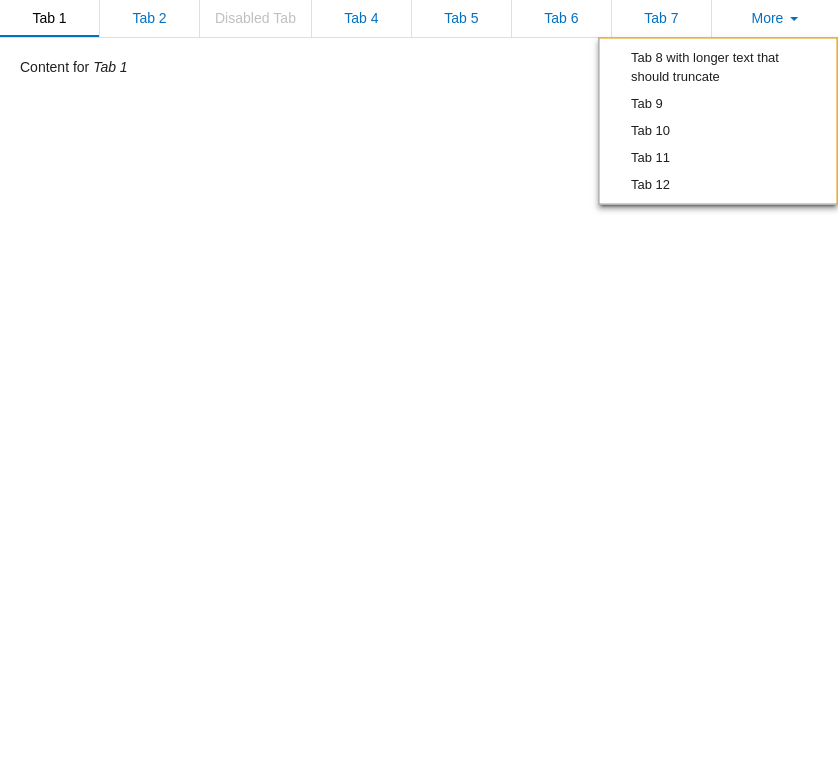 Tab 1 Tab 2 Disabled Tab Tab 4 Tab 5 Tab 6 Tab 7 More
Content for Tab 1
Tab 8 with longer text that
should truncate
Tab 9
Tab 10
Tab 11
Tab 12